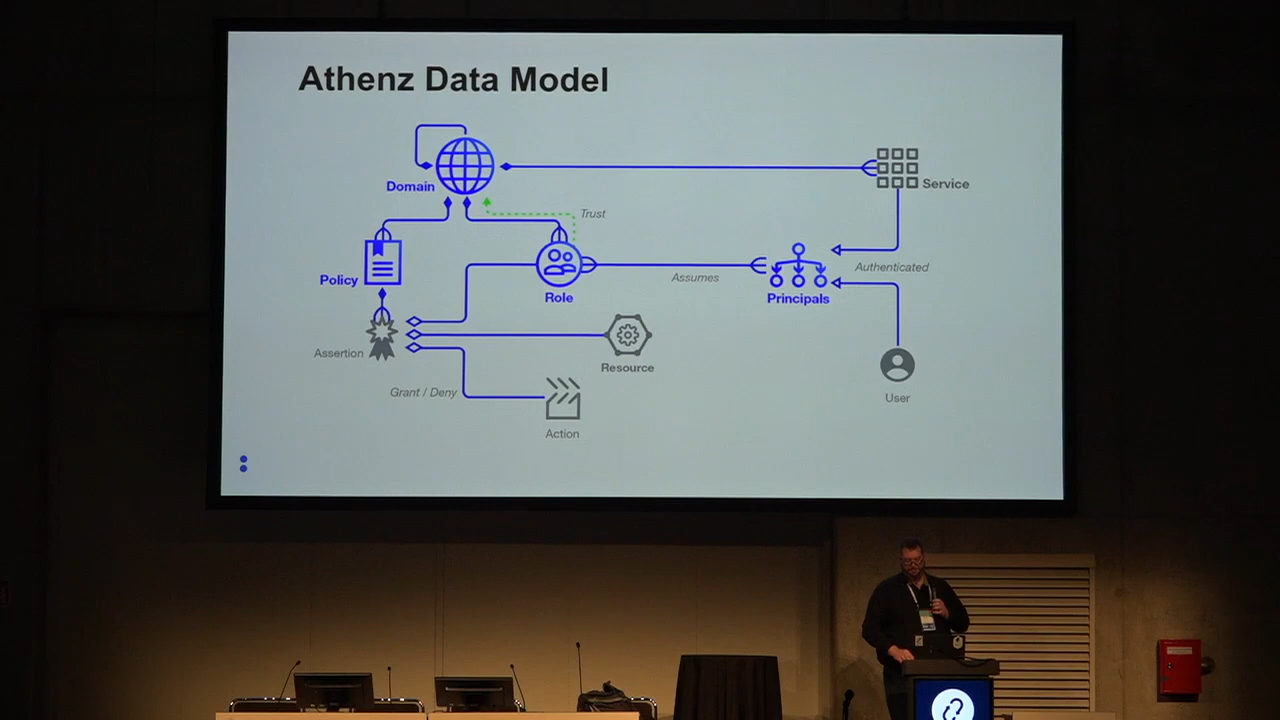 Athenz Data Model
Domain
Service
Trust
Policy
Role
Assumes
Principals
Authenticated
Assertion
Resource
Grant / Deny
User
Action